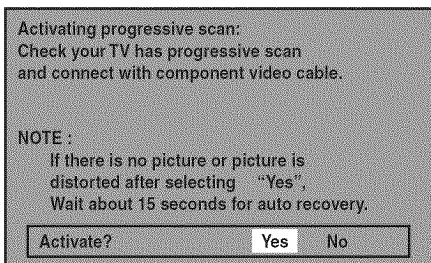 Activating progressive scan:
Check your TV has progressive scan
and connect with component video cable.
NOTE :
If there is no picture or picture is
distorted after selecting “Yes”,
Wait about 15 seconds for auto recovery.
Activate? Yes No